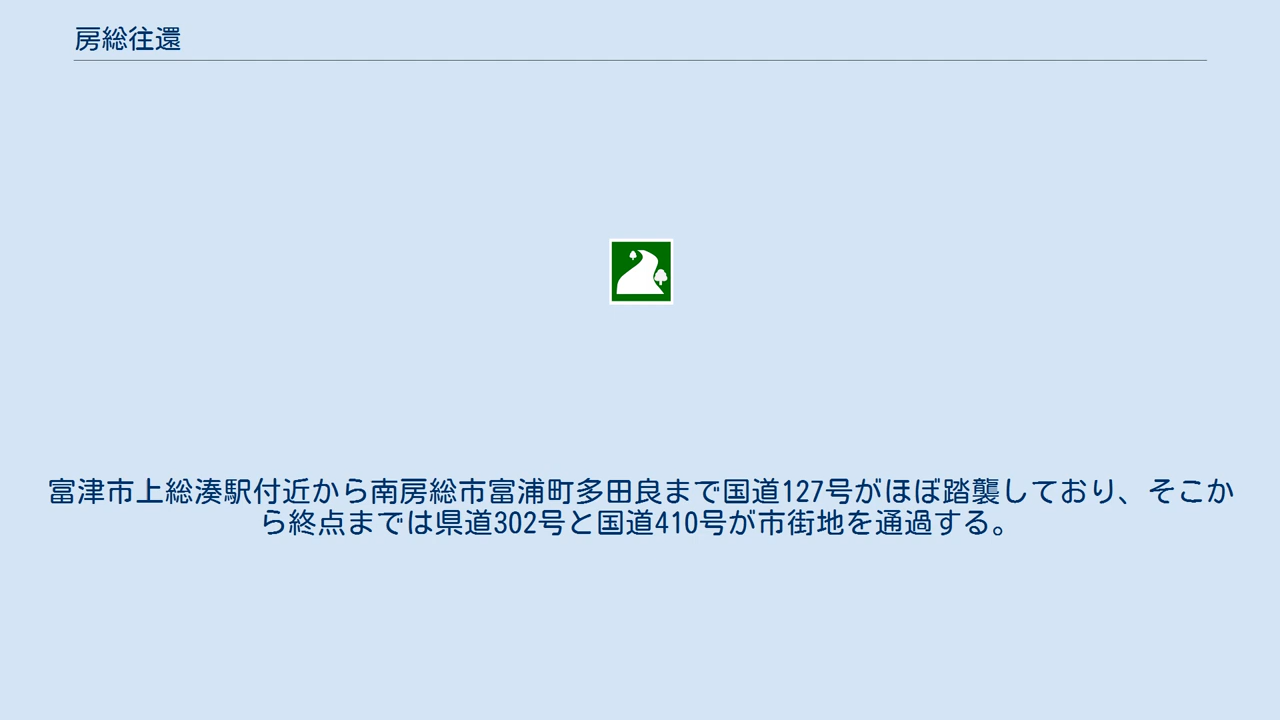 房総往還
富津市上総湊駅付近から南房総市富浦町多田良まで国道127号がほぼ踏襲しており、そこか
ら終点までは県道302号と国道410号が市街地を通過する。